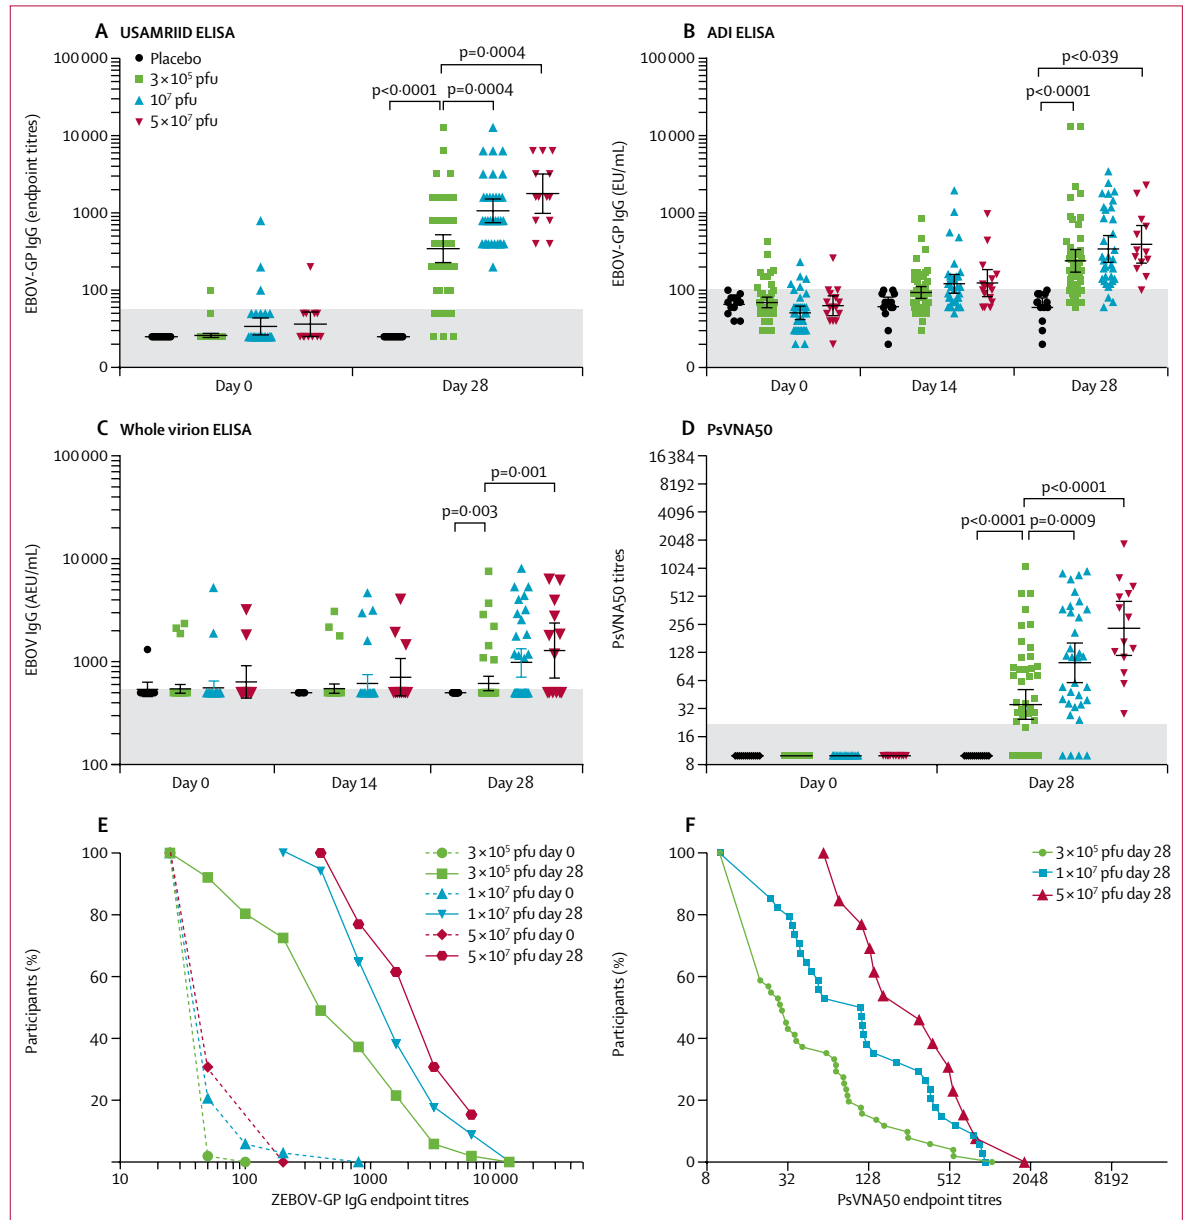 A USAMRIID ELISA
Placebo
3×10⁵ pfu
10⁷ pfu
5×10⁷ pfu
p<0·0001
p=0·0004
p=0·0004
EBOV-GP IgG (endpoint titres)
100 000
10 000
1000
100
0
Day 0
Day 28
B ADI ELISA
p<0·039
p<0·0001
EBOV-GP IgG (EU/mL)
100 000
10 000
1000
100
0
Day 0
Day 14
Day 28
C Whole virion ELISA
p=0·001
p=0·003
EBOV IgG (AEU/mL)
100 000
10 000
1000
100
Day 0
Day 14
Day 28
D PsVNA50
p<0·0001
p<0·0001
p=0·0009
PsVNA50 titres
16 384
8192
4096
2048
1024
512
256
128
64
32
16
8
Day 0
Day 28
E
3×10⁵ pfu day 0
3×10⁵ pfu day 28
1×10⁷ pfu day 0
1×10⁷ pfu day 28
5×10⁷ pfu day 0
5×10⁷ pfu day 28
Participants (%)
100
80
60
40
20
10
100
1000
10 000
ZEBOV-GP IgG endpoint titres
F
3×10⁵ pfu day 28
1×10⁷ pfu day 28
5×10⁷ pfu day 28
Participants (%)
100
80
60
40
20
0
8
32
128
512
2048
8192
PsVNA50 endpoint titres